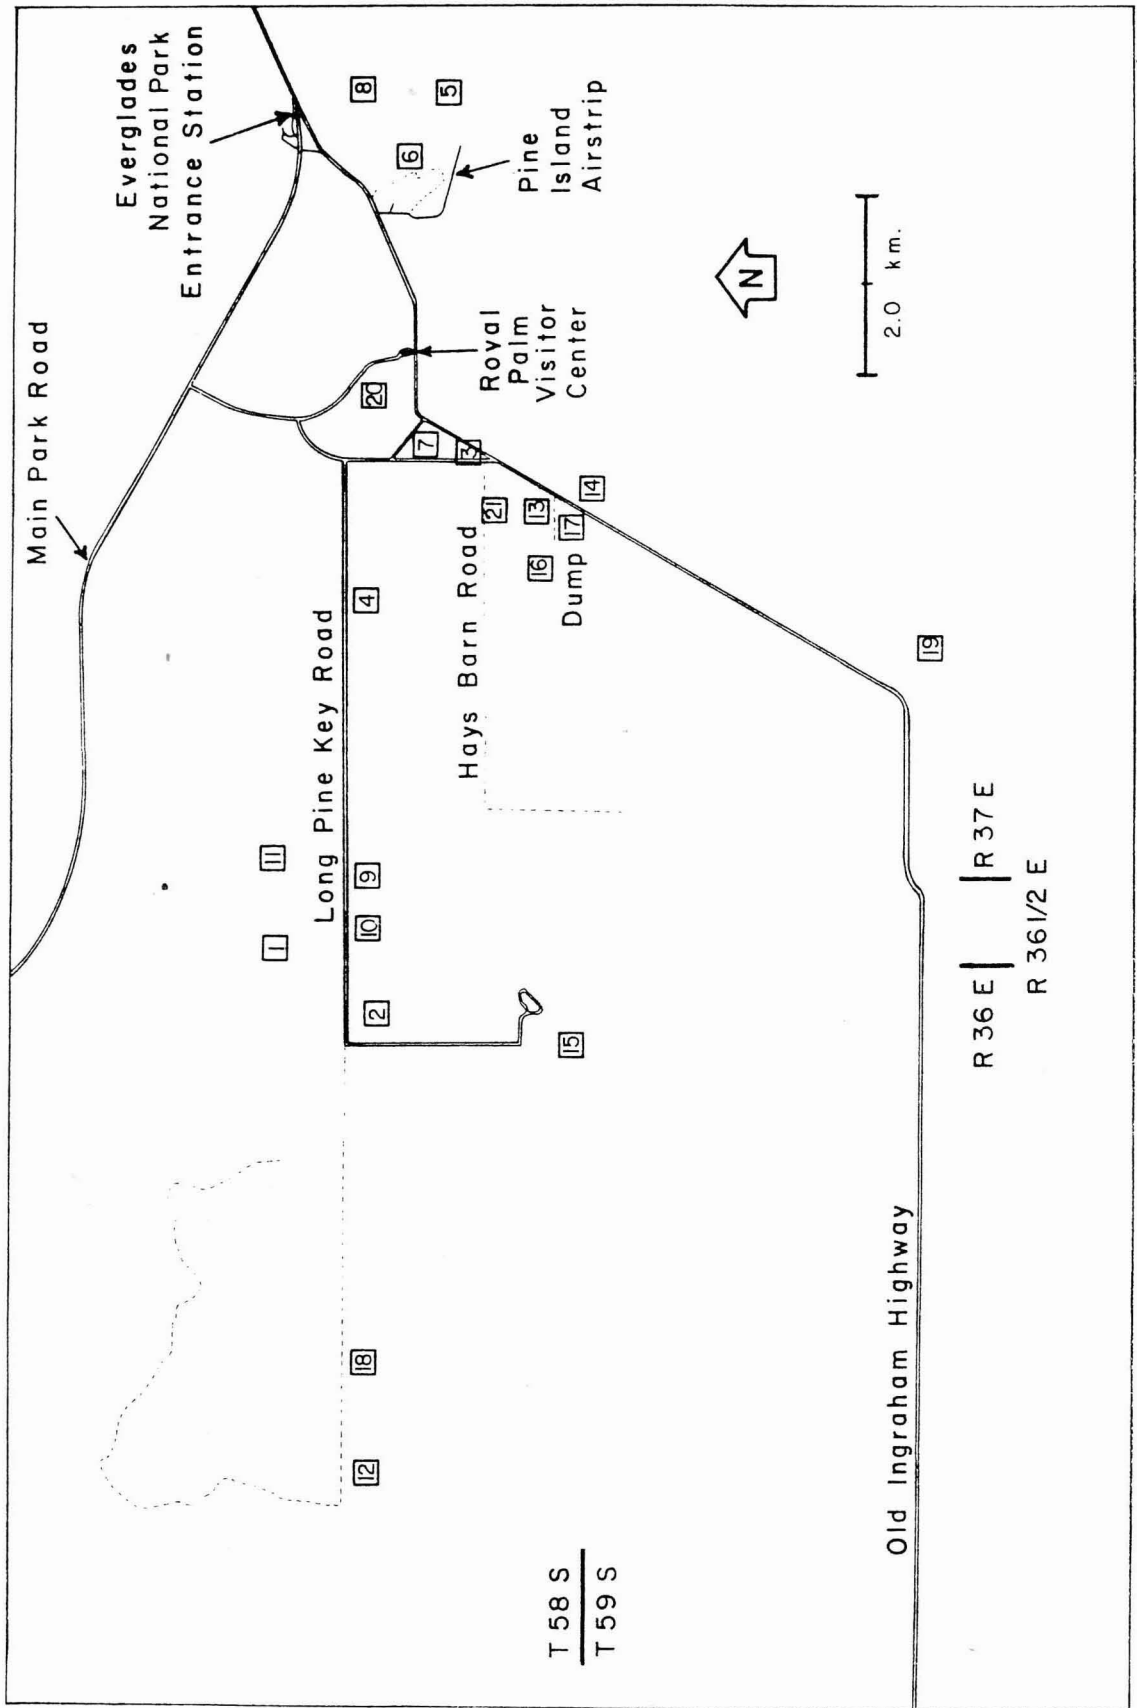 Main Park Road
Everglades
National Park
Entrance Station
8
5
6
Pine
Island
Airstrip
20
Royal
Palm
Visitor
Center
7
3
21
13
14
17
16
Dump
Long Pine Key Road
4
Hays Barn Road
11
1
9
10
2
15
18
12
19
N
2.0 km.
T 58 S
T 59 S
Old Ingraham Highway
R 36 E
R 37 E
R 36 1/2 E